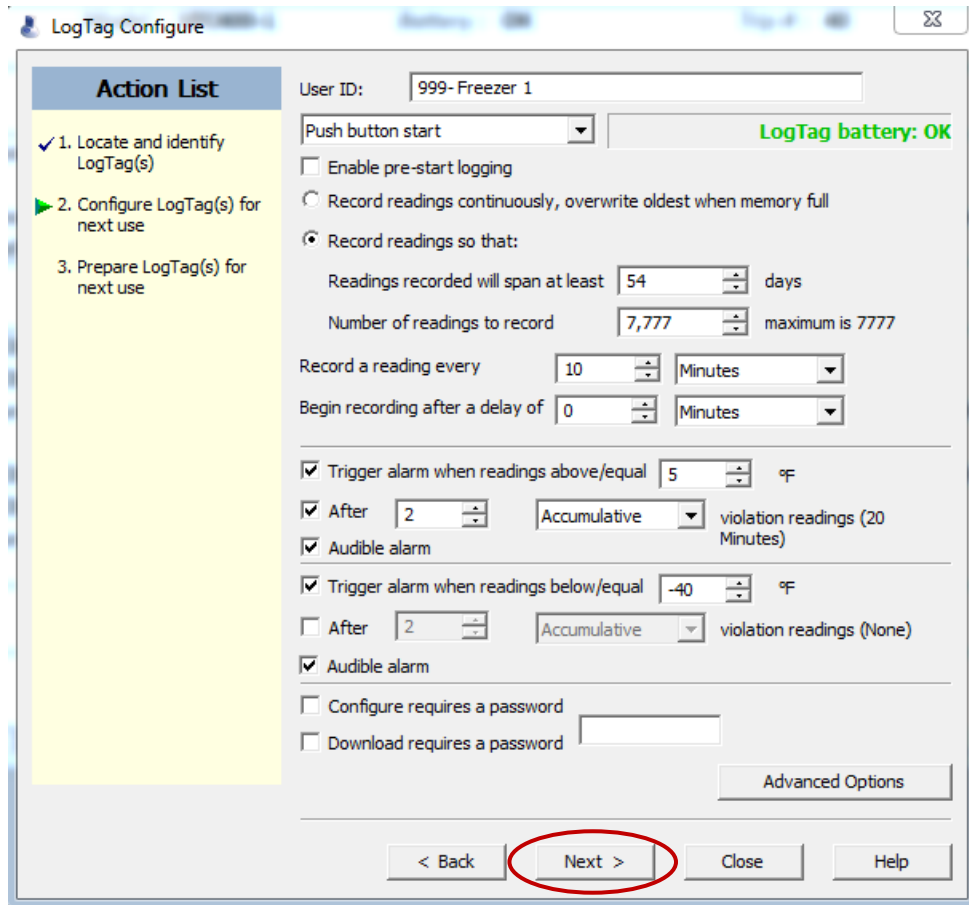 LogTag Configure
Action List
1. Locate and identify
LogTag(s)
2. Configure LogTag(s) for
next use
3. Prepare LogTag(s) for
next use
User ID: 999- Freezer 1
Push button start LogTag battery: OK
Enable pre-start logging
Record readings continuously, overwrite oldest when memory full
Record readings so that:
Readings recorded will span at least 54 days
Number of readings to record 7,777 maximum is 7777
Record a reading every 10 Minutes
Begin recording after a delay of 0 Minutes
Trigger alarm when readings above/equal 5 °F
After 2 Accumulative violation readings (20
Minutes)
Audible alarm
Trigger alarm when readings below/equal -40 °F
After 2 Accumulative violation readings (None)
Audible alarm
Configure requires a password
Download requires a password
Advanced Options
< Back Next > Close Help